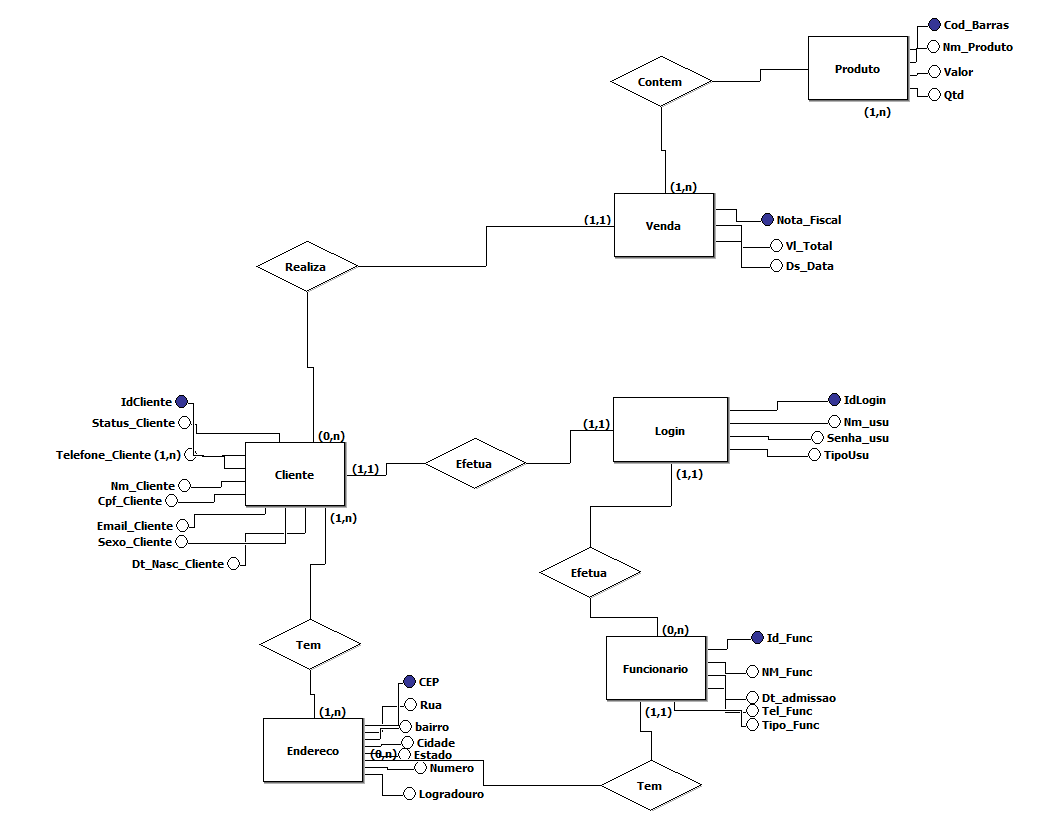 Cod_Barras
Nm_Produto
Produto
Valor
Contem
Qtd
(1,n)
(1,n)
(1,1)
Nota_Fiscal
Venda
Vl_Total
Realiza
Ds_Data
IdCliente
IdLogin
Status_Cliente
Nm_usu
(1,1)
Login
(0,n)
Senha_usu
Telefone_Cliente (1,n)
TipoUsu
Efetua
(1,1)
Cliente
(1,1)
Nm_Cliente
Cpf_Cliente
(1,n)
Email_Cliente
Sexo_Cliente
Dt_Nasc_Cliente
Efetua
(0,n)
Id_Func
Tem
Funcionario
NM_Func
CEP
Dt_admissao
Rua
(1,n)
(1,1)
Tel_Func
bairro
Tipo_Func
Cidade
Endereco
(0,n)
Estado
Numero
Tem
Logradouro